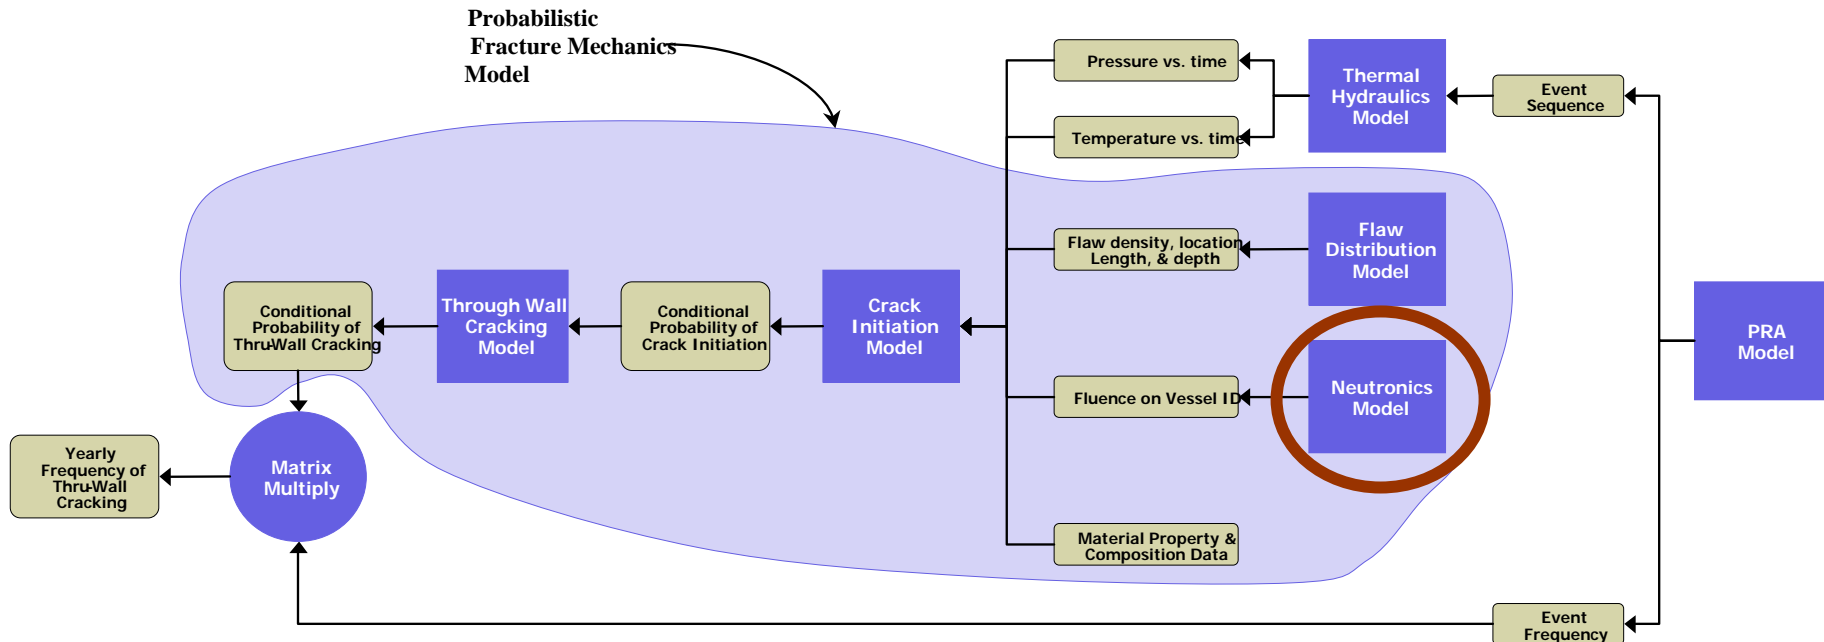 Probabilistic
Fracture Mechanics
Model
Pressure vs. time
Thermal
Hydraulics
Model
Event
Sequence
Temperature vs. time
Flaw density, location
Length, & depth
Flaw
Distribution
Model
Conditional
Probability of
Thru-Wall Cracking
Through Wall
Cracking
Model
Conditional
Probability of
Crack Initiation
Crack
Initiation
Model
PRA
Model
Fluence on Vessel ID
Neutronics
Model
Yearly
Frequency of
Thru-Wall
Cracking
Matrix
Multiply
Material Property &
Composition Data
Event
Frequency